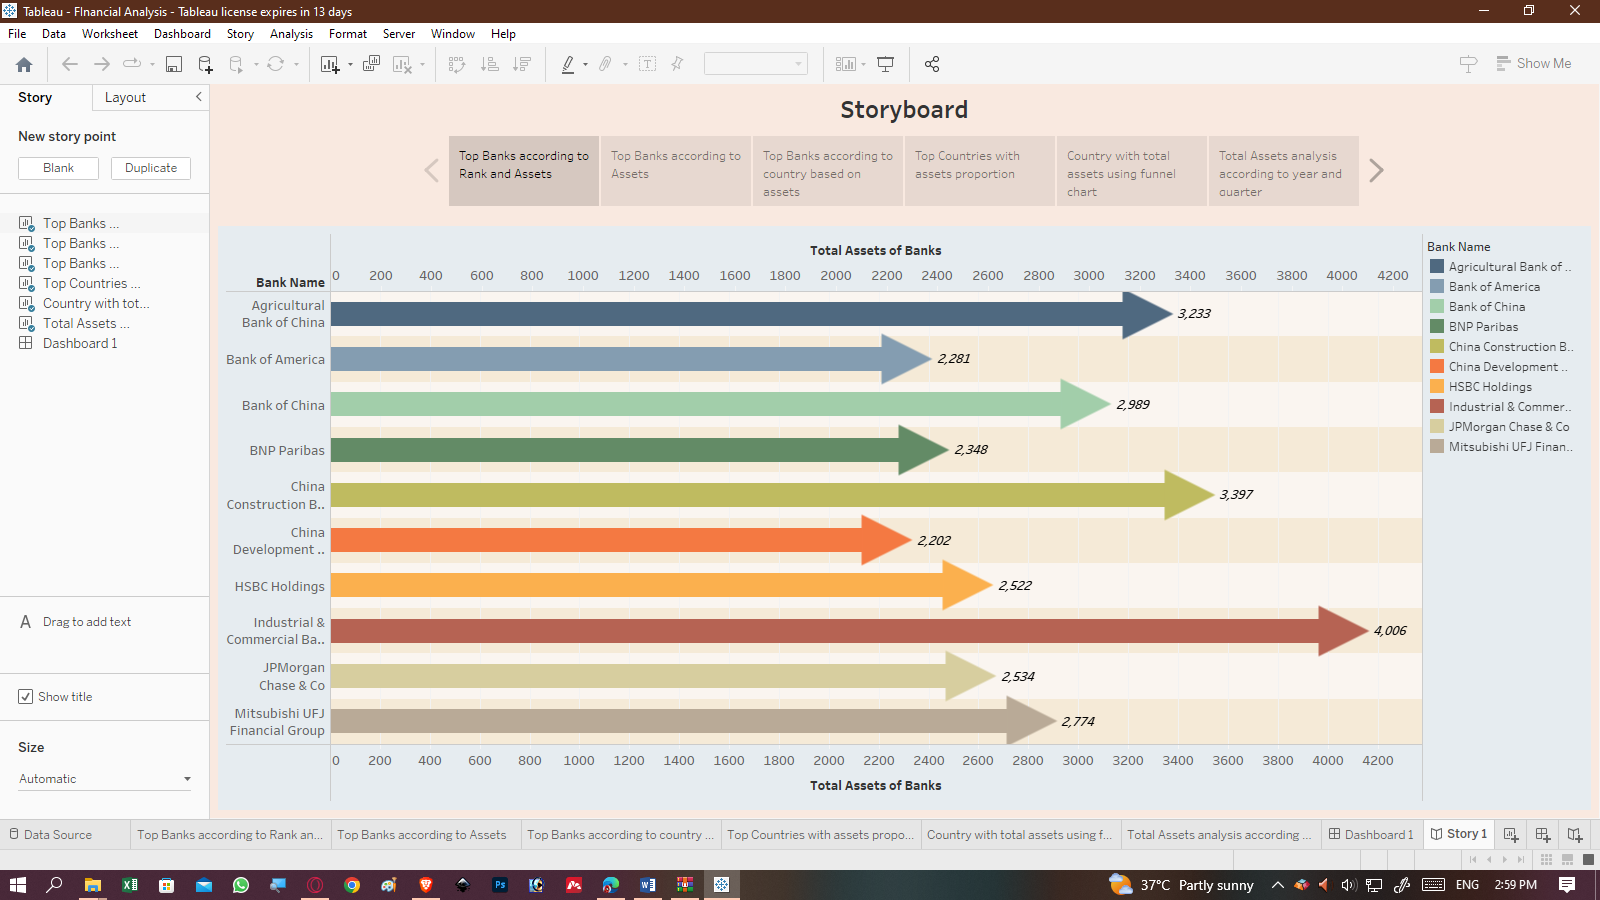 Tableau - FInancial Analysis - Tableau license expires in 13 days
File Data Worksheet Dashboard Story Analysis Format Server Window Help
Show Me
Story Layout
New story point
Blank Duplicate
Top Banks ...
Top Banks ...
Top Banks ...
Top Countries ...
Country with tot...
Total Assets ...
Dashboard 1
A Drag to add text
Show title
Size
Automatic
Storyboard
Top Banks according to
Rank and Assets
Top Banks according to
Assets
Top Banks according to
country based on
assets
Top Countries with
assets proportion
Country with total
assets using funnel
chart
Total Assets analysis
according to year and
quarter
Total Assets of Banks
Bank Name
0 200 400 600 800 1000 1200 1400 1600 1800 2000 2200 2400 2600 2800 3000 3200 3400 3600 3800 4000 4200
Agricultural
Bank of China
3,233
Bank of America
2,281
Bank of China
2,989
BNP Paribas
2,348
China
Construction B..
3,397
China
Development ..
2,202
HSBC Holdings
2,522
Industrial &
Commercial Ba..
4,006
JPMorgan
Chase & Co
2,534
Mitsubishi UFJ
Financial Group
2,774
0 200 400 600 800 1000 1200 1400 1600 1800 2000 2200 2400 2600 2800 3000 3200 3400 3600 3800 4000 4200
Total Assets of Banks
Bank Name
Agricultural Bank of ..
Bank of America
Bank of China
BNP Paribas
China Construction B..
China Development ..
HSBC Holdings
Industrial & Commer..
JPMorgan Chase & Co
Mitsubishi UFJ Finan..
Data Source Top Banks according to Rank an... Top Banks according to Assets Top Banks according to country ... Top Countries with assets propo... Country with total assets using f... Total Assets analysis according ... Dashboard 1 Story 1
37°C Partly sunny ENG 2:59 PM